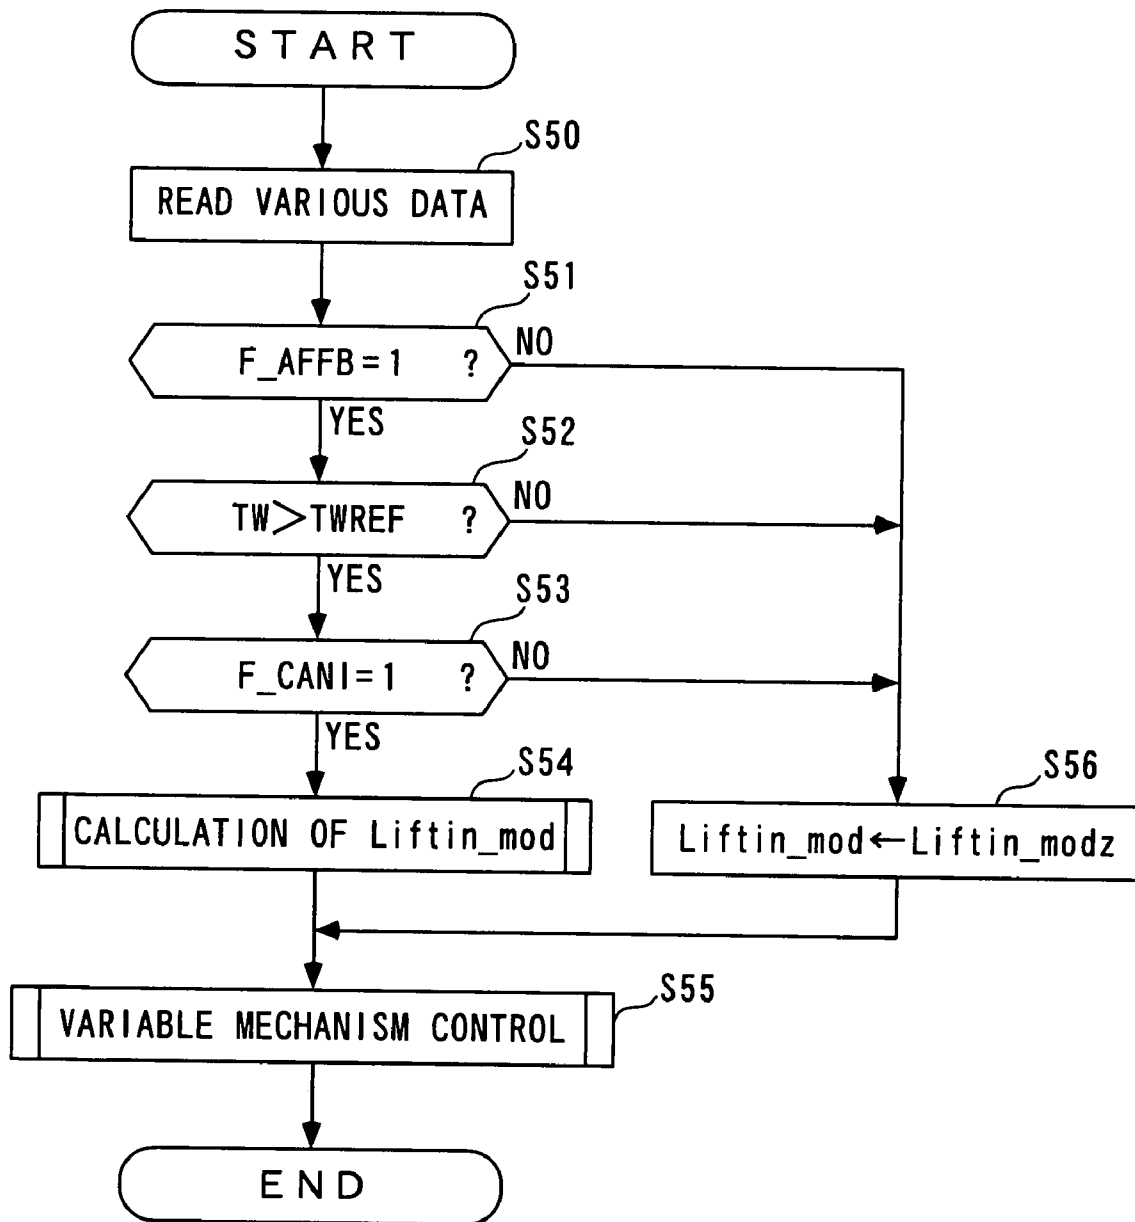 START
S50
READ VARIOUS DATA
S51
F_AFFB=1 ?
NO
YES
S52
TW>TWREF ?
NO
YES
S53
F_CANI=1 ?
NO
YES
S54
CALCULATION OF Liftin_mod
S56
Liftin_mod←Liftin_modz
S55
VARIABLE MECHANISM CONTROL
END